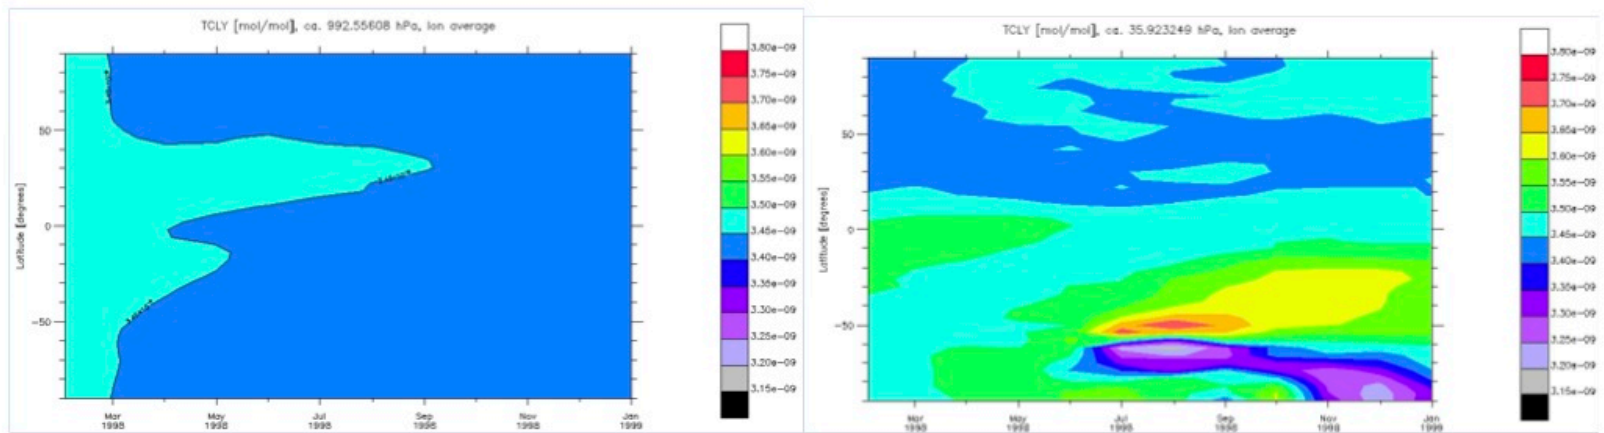 TCLY [mol/mol], ca. 992.55608 hPa, lon average
3.80e-09
3.75e-09
3.70e-09
3.65e-09
3.60e-09
3.55e-09
3.50e-09
3.45e-09
3.40e-09
3.35e-09
3.30e-09
3.25e-09
3.20e-09
3.15e-09
Latitude [degrees]
50
0
-50
Mar May Jul Sep Nov Jan
1998 1998 1998 1998 1998 1999
TCLY [mol/mol], ca. 35.923249 hPa, lon average
3.80e-09
3.75e-09
3.70e-09
3.65e-09
3.60e-09
3.55e-09
3.50e-09
3.45e-09
3.40e-09
3.35e-09
3.30e-09
3.25e-09
3.20e-09
3.15e-09
Latitude [degrees]
50
0
-50
Mar May Jul Sep Nov Jan
1998 1998 1998 1998 1998 1999